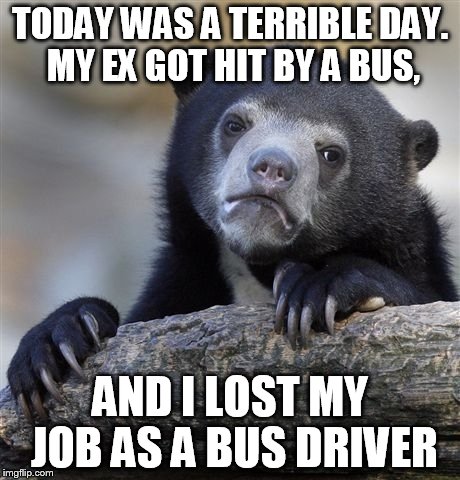 TODAY WAS A TERRIBLE DAY.
MY EX GOT HIT BY A BUS,
AND I LOST MY
JOB AS A BUS DRIVER
imgflip.com